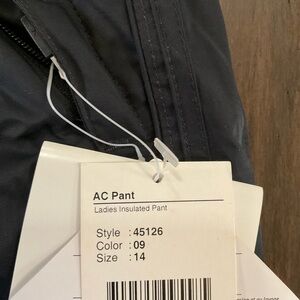 AC Pant
Ladies Insulated Pant
Style : 45126
Color : 09
Size : 14